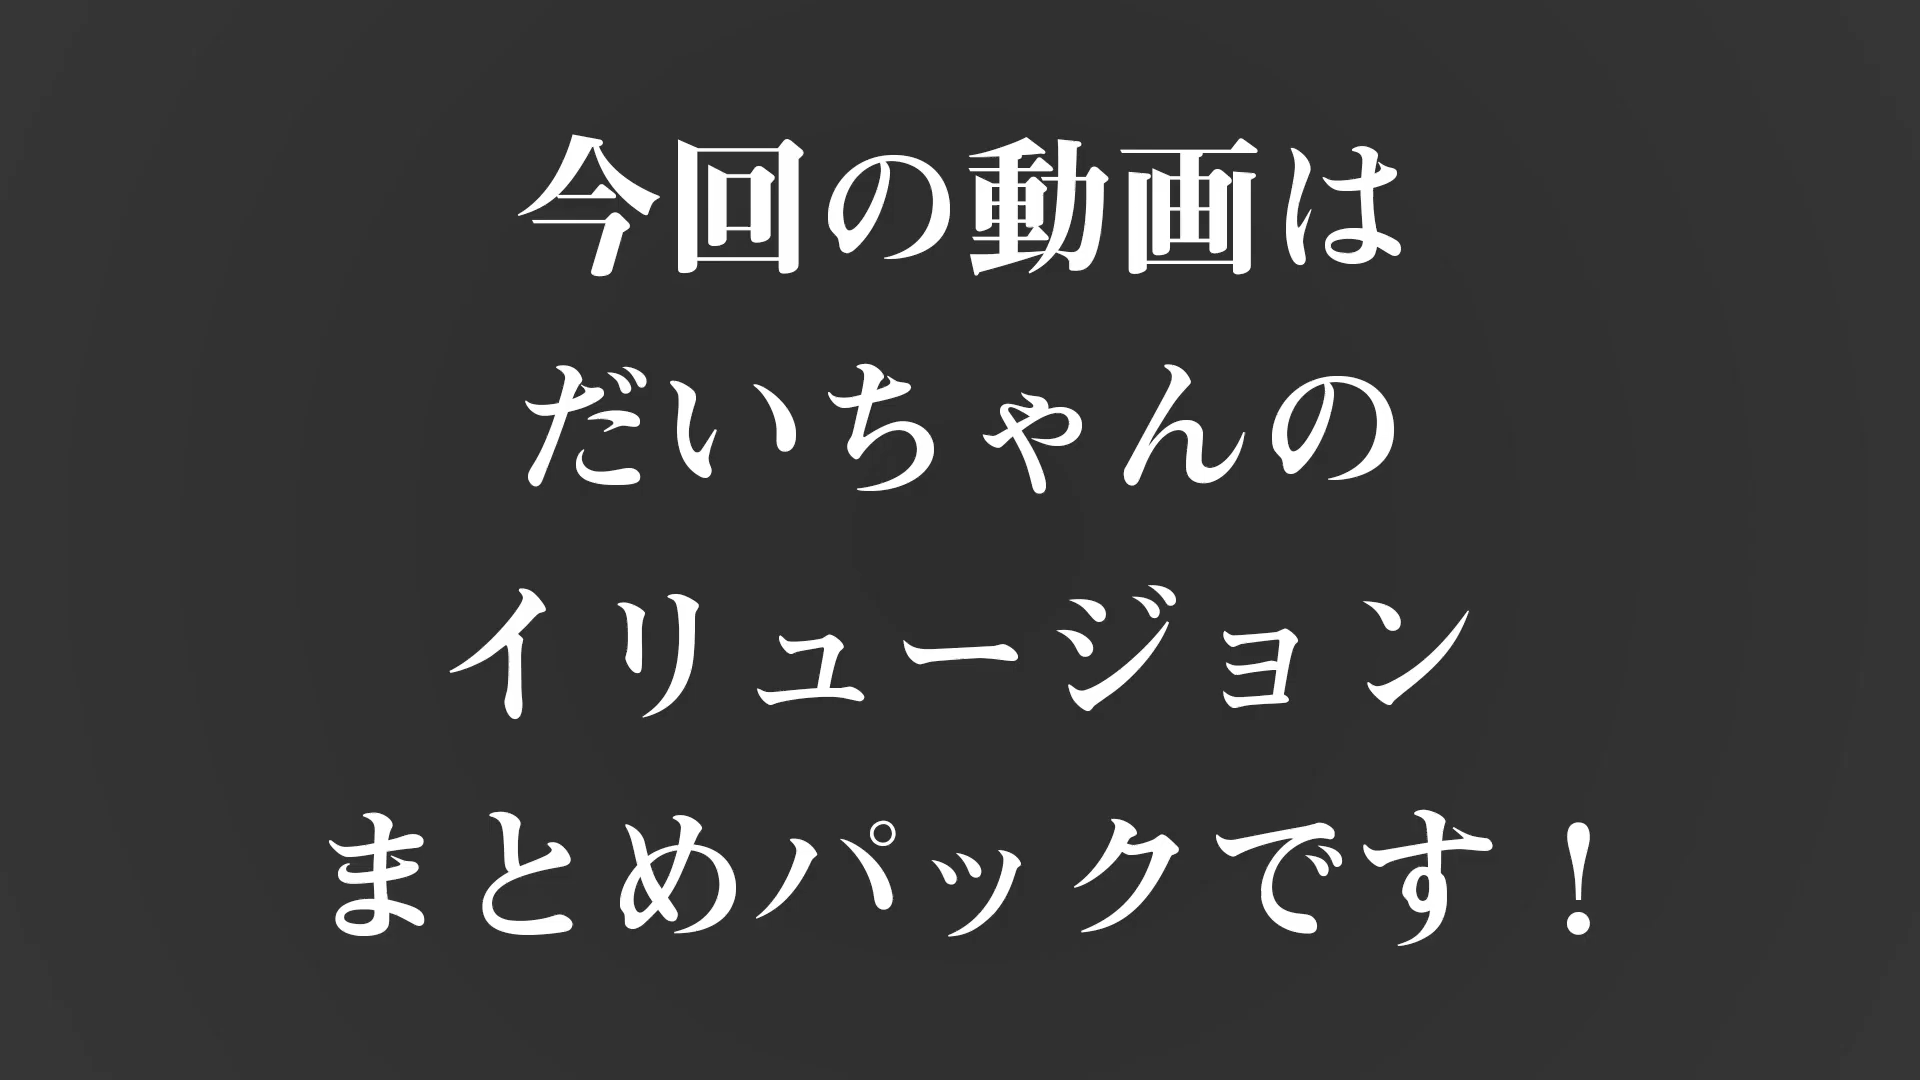 今回の動画は
だいちゃんの
イリュージョン
まとめパックです！